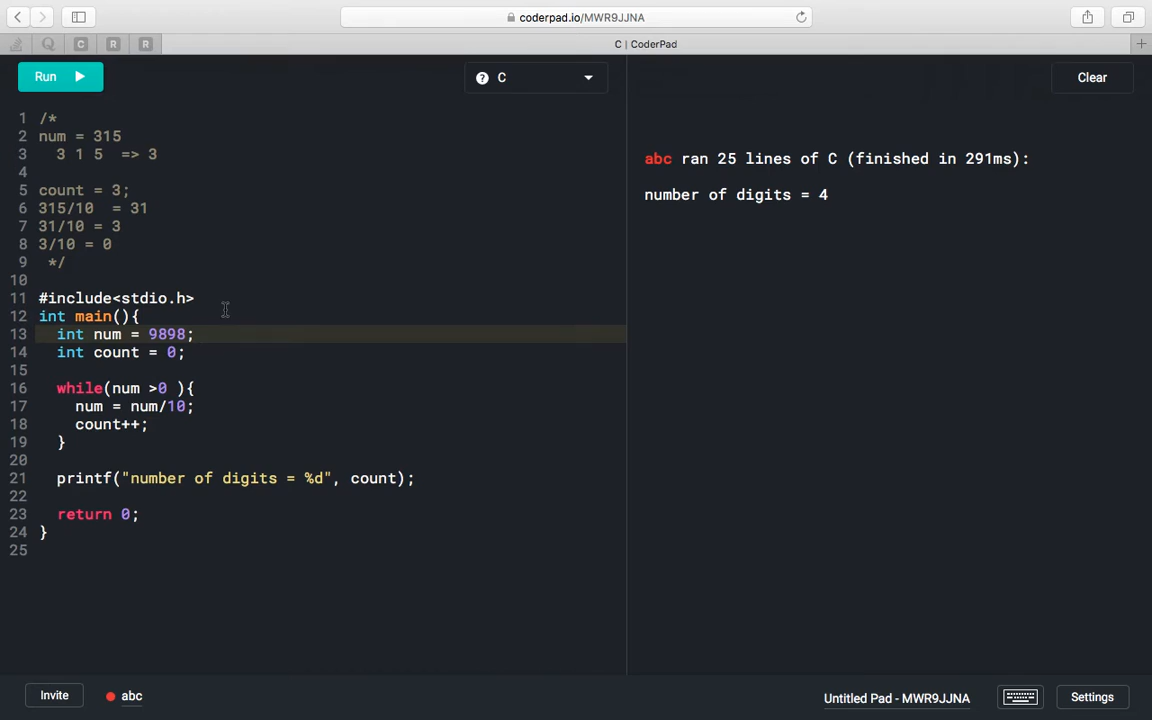 coderpad.io/MWR9JJNA
Q C R R
C | CoderPad
Run
? C
Clear
1 /*
2 num = 315
3 3 1 5 => 3
4
5 count = 3;
6 315/10 = 31
7 31/10 = 3
8 3/10 = 0
9 */
10
11 #include<stdio.h>
12 int main(){
13 int num = 9898;
14 int count = 0;
15
16 while(num >0 ){
17 num = num/10;
18 count++;
19 }
20
21 printf("number of digits = %d", count);
22
23 return 0;
24 }
25
abc ran 25 lines of C (finished in 291ms):
number of digits = 4
Invite
abc
Untitled Pad - MWR9JJNA
Settings